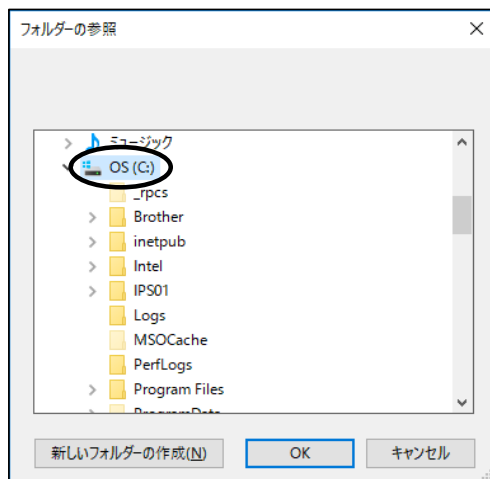 フォルダーの参照
ミュージック
OS (C:)
_rpcs
Brother
inetpub
Intel
IPS01
Logs
MSOCache
PerfLogs
Program Files
ProgramData
新しいフォルダーの作成(N) OK キャンセル